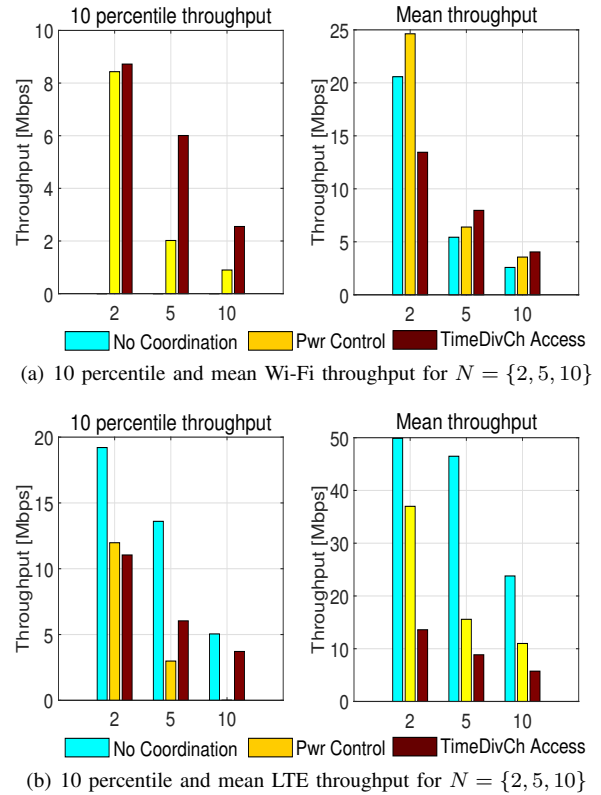 10 percentile throughput
Mean throughput
Throughput [Mbps]
10
8
6
4
2
0
2 5 10
Throughput [Mbps]
25
20
15
10
5
0
2 5 10
No Coordination Pwr Control TimeDivCh Access
(a) 10 percentile and mean Wi-Fi throughput for N = {2, 5, 10}
10 percentile throughput
Mean throughput
Throughput [Mbps]
20
15
10
5
0
2 5 10
Throughput [Mbps]
50
40
30
20
10
0
2 5 10
No Coordination Pwr Control TimeDivCh Access
(b) 10 percentile and mean LTE throughput for N = {2, 5, 10}